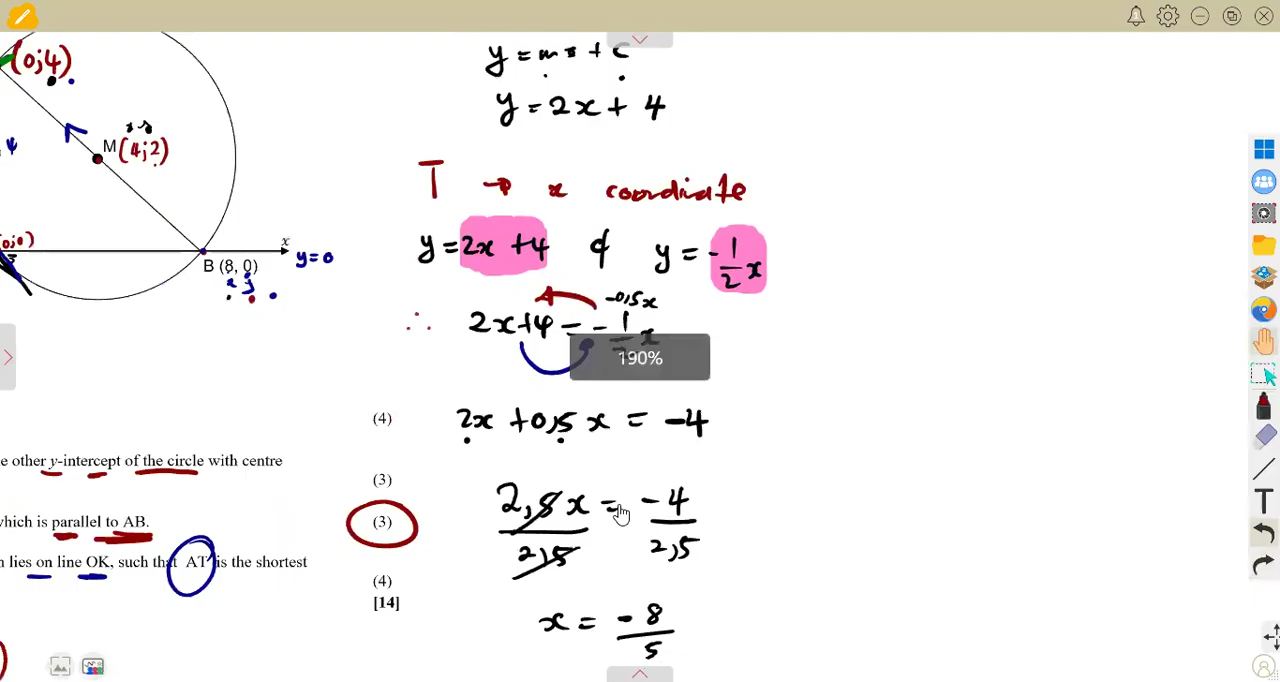 (0;4)
M (4;2)
x
y=0
B (8, 0)
y = mx + c
y = 2x + 4
T → x coordinate
y = 2x + 4 & y = -1/2 x
-0,5x
∴ 2x+4 = -1/2 x
190%
(4) 2x + 0,5x = -4
e other y-intercept of the circle with centre
(3)
2,5x = -4
2,5 2,5
which is parallel to AB.
(3)
n lies on line OK, such that AT is the shortest
(4)
[14]
x = -8/5
T